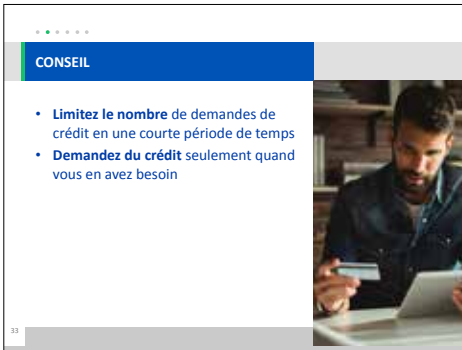 CONSEIL
• Limitez le nombre de demandes de
crédit en une courte période de temps
• Demandez du crédit seulement quand
vous en avez besoin
33